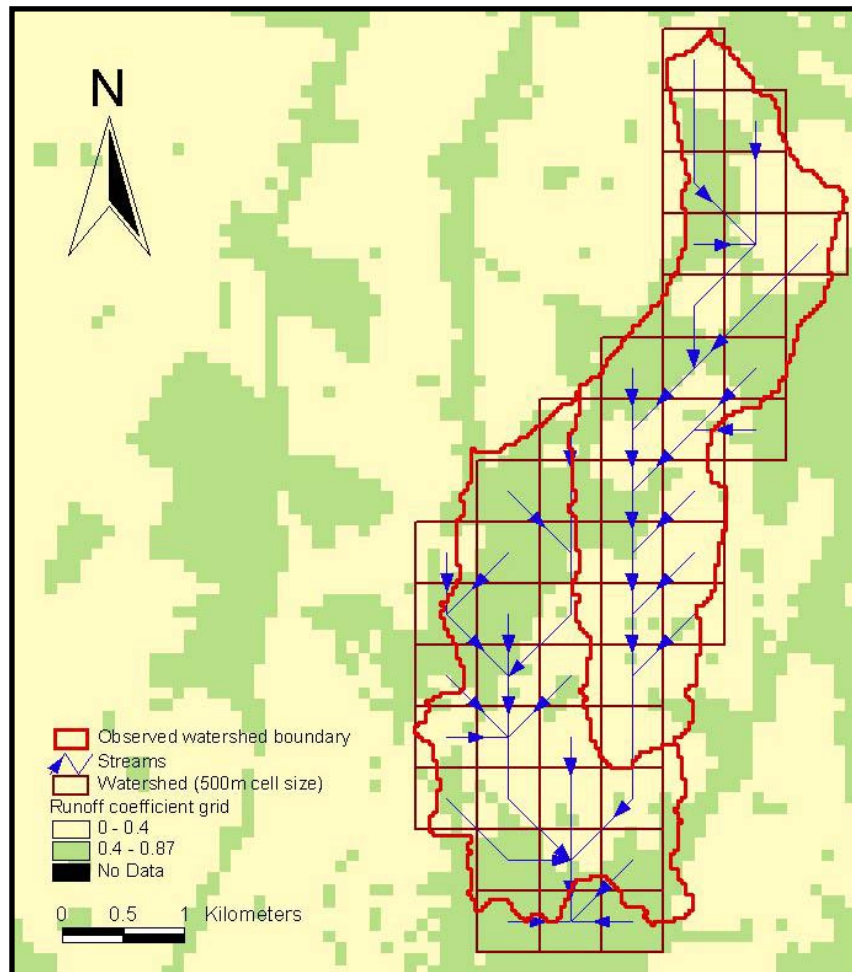 N
Observed watershed boundary
Streams
Watershed (500m cell size)
Runoff coefficient grid
0 - 0.4
0.4 - 0.87
No Data
0 0.5 1 Kilometers